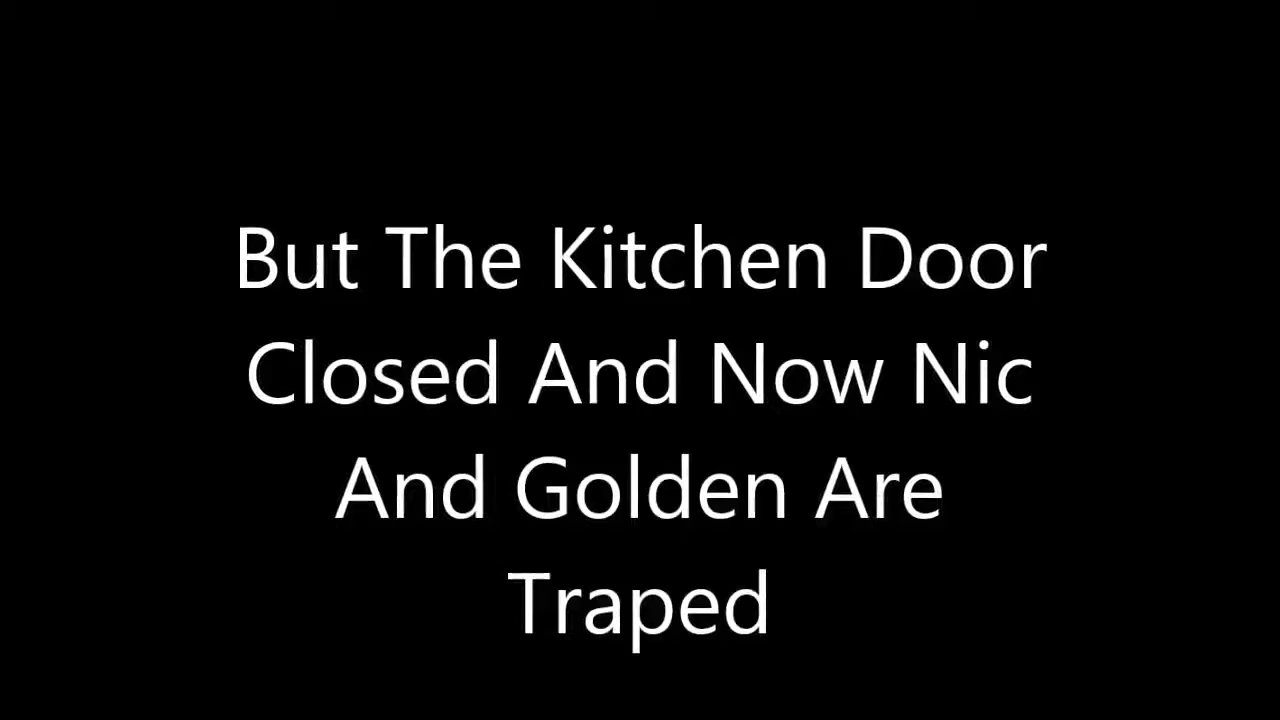 But The Kitchen Door
Closed And Now Nic
And Golden Are
Traped